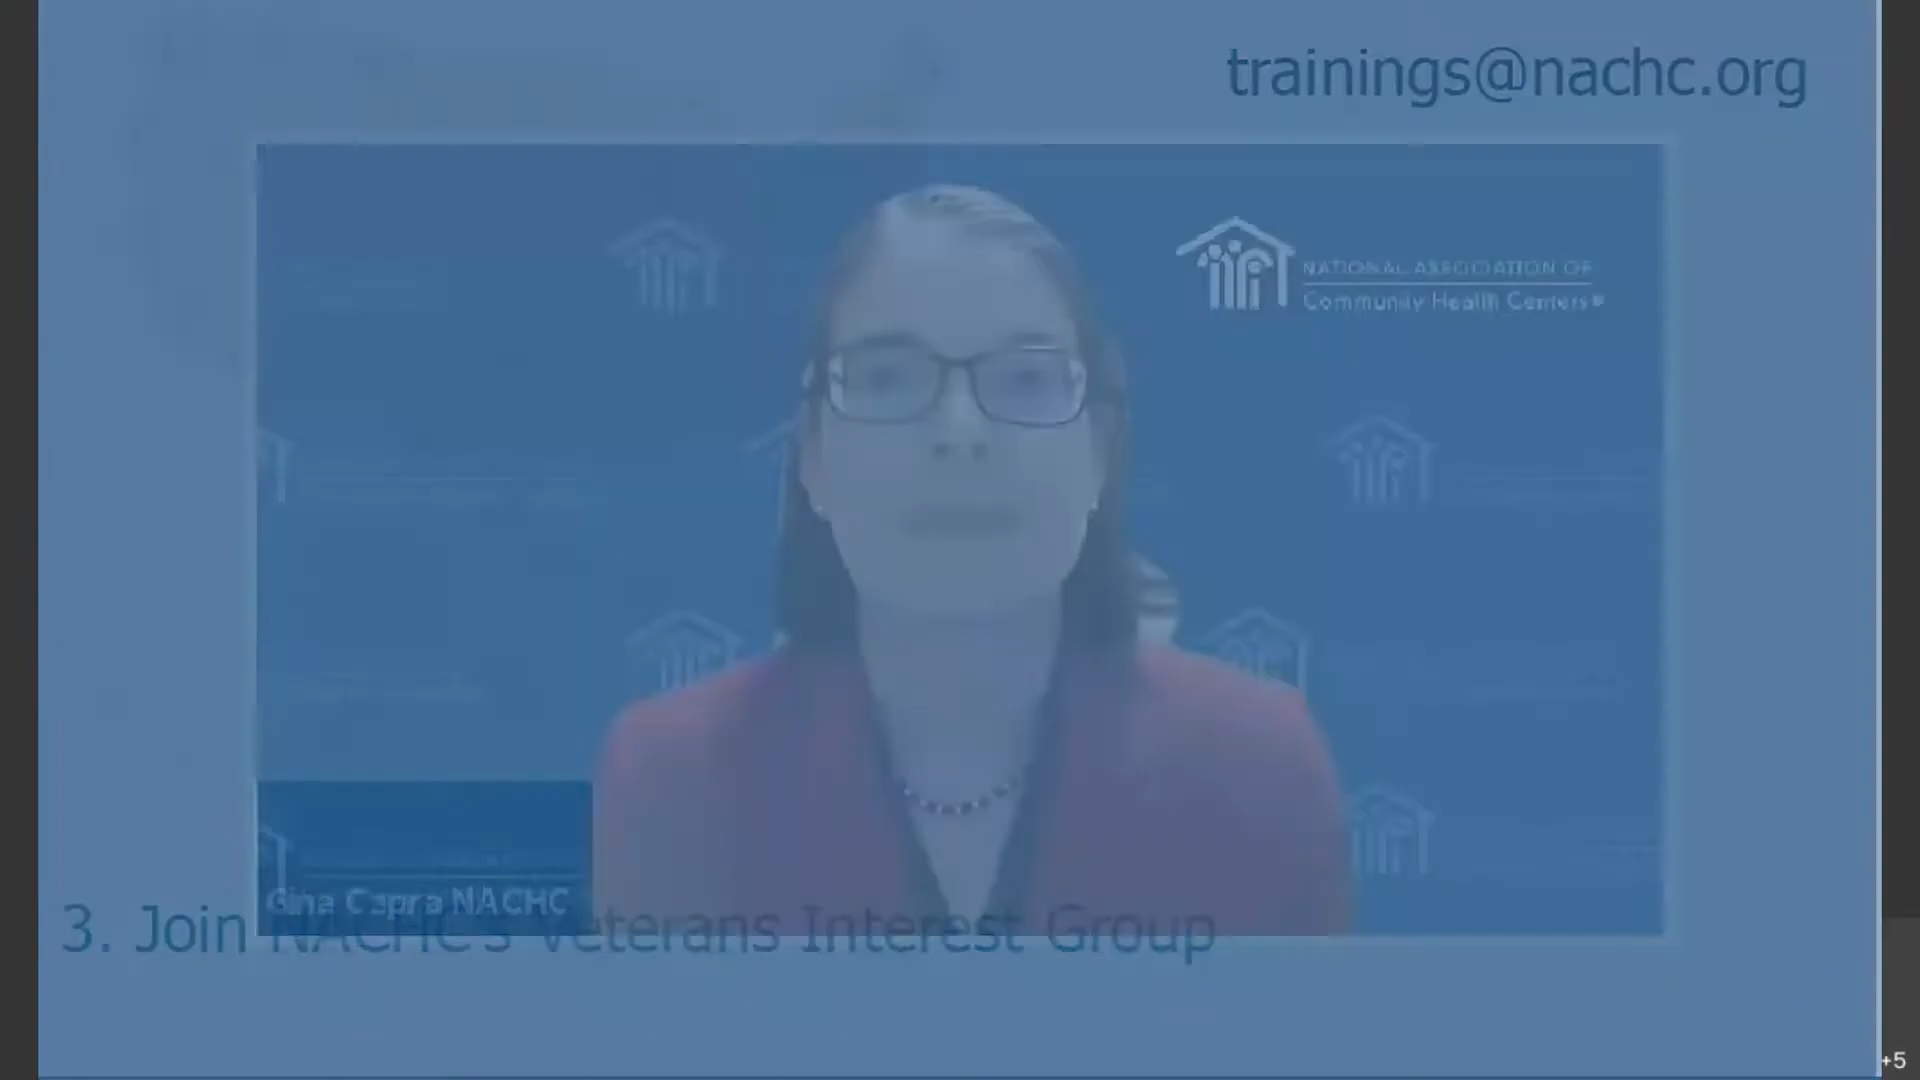 trainings@nachc.org
NATIONAL ASSOCIATION OF
Community Health Centers®
Gina Capra NACHC
3. Join NACHC's Veterans Interest Group
+5